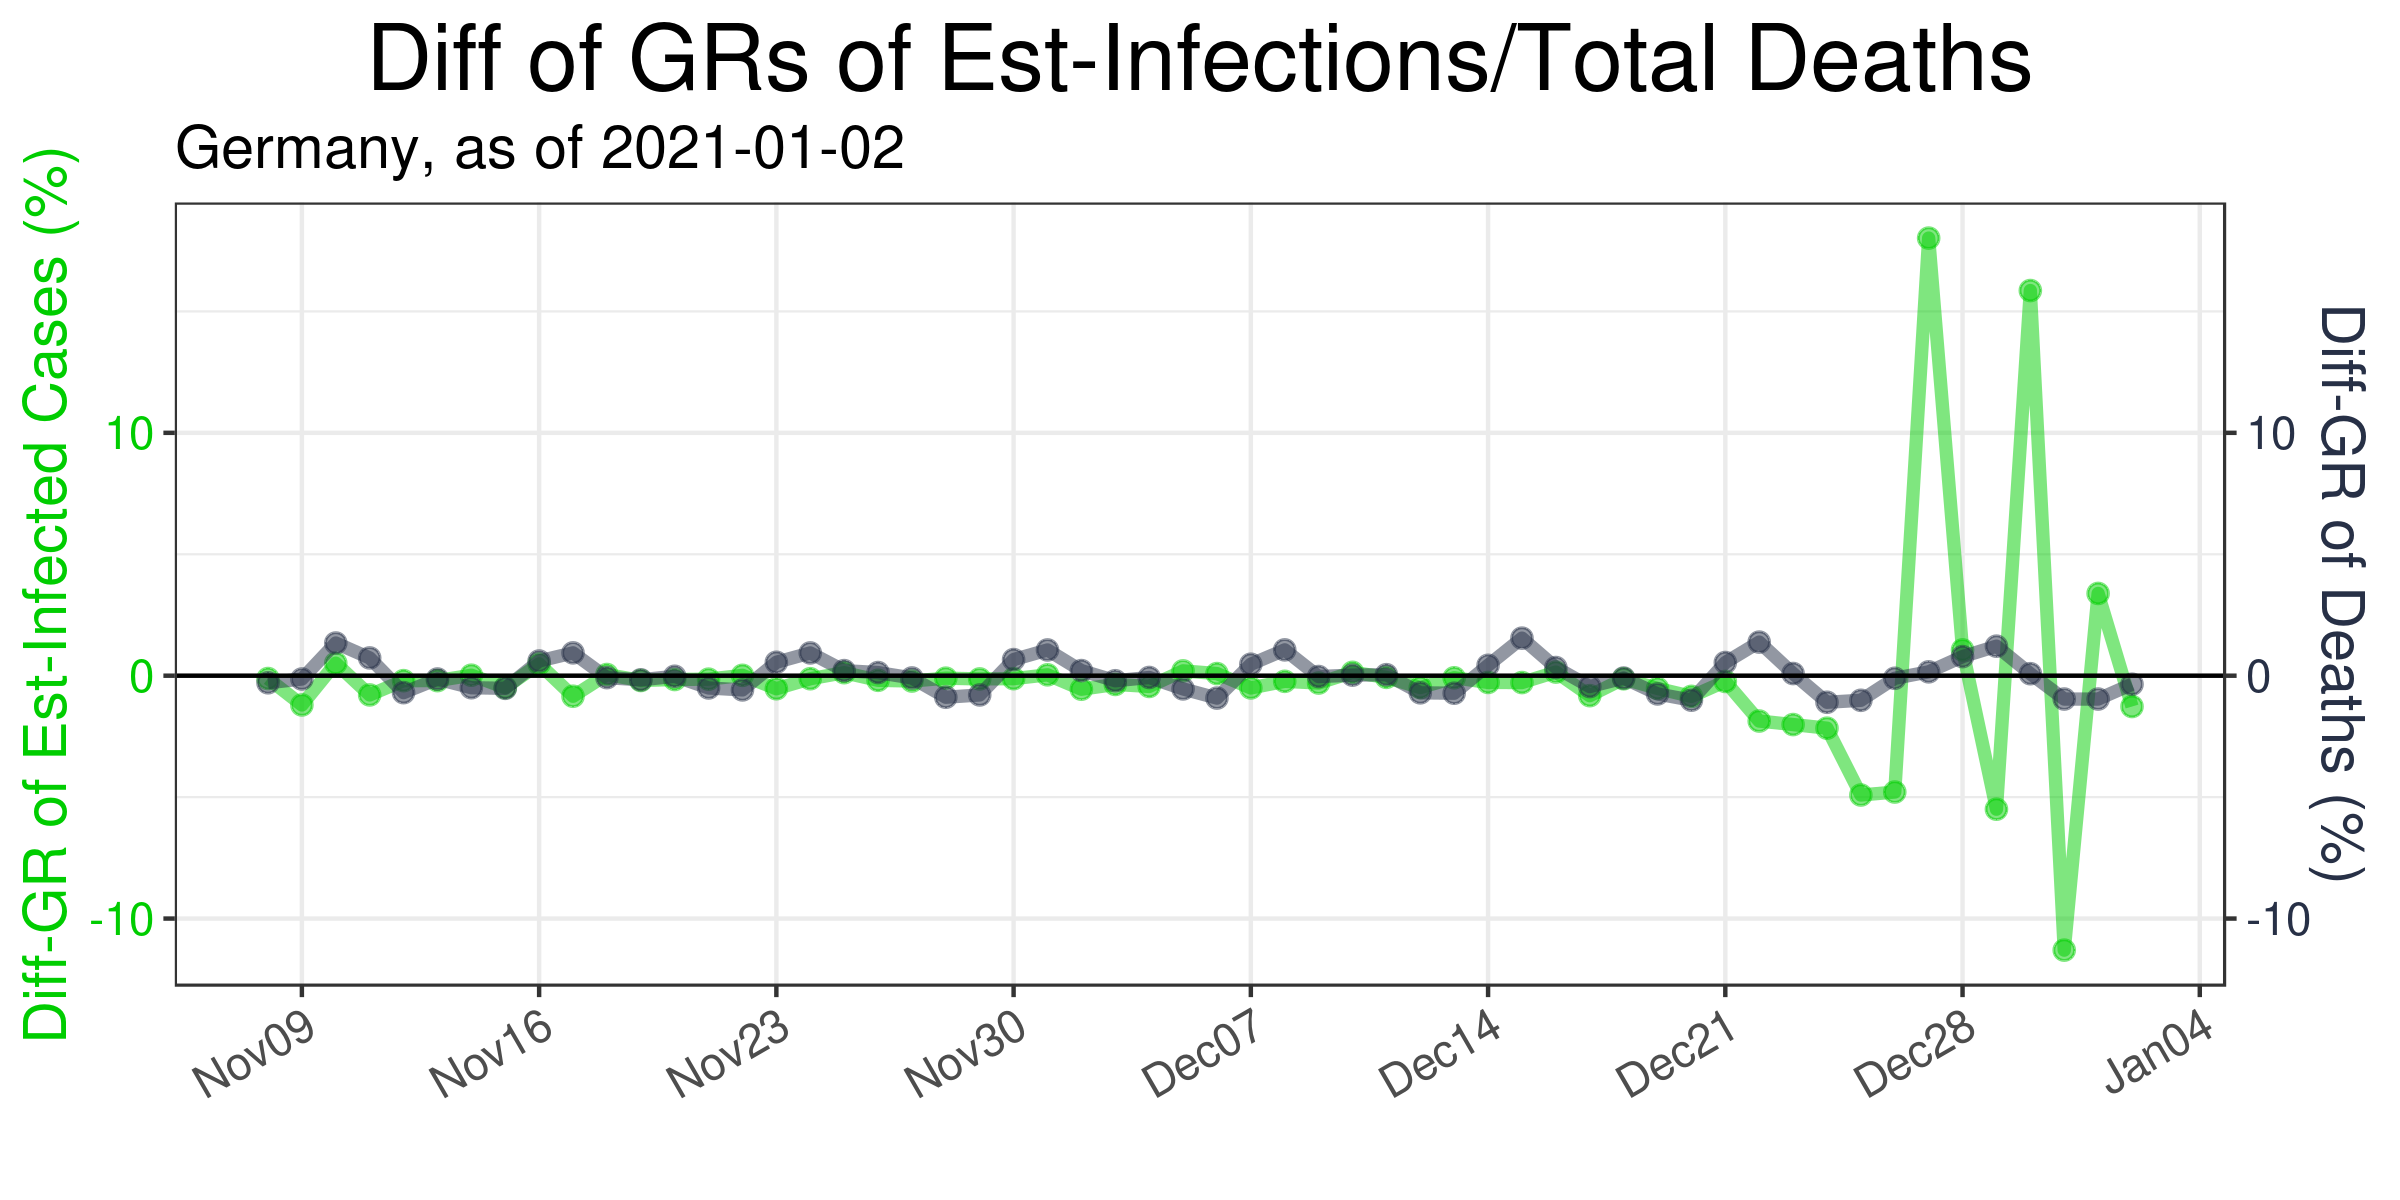 Diff of GRs of Est-Infections/Total Deaths
Germany, as of 2021-01-02
Diff-GR of Est-Infected Cases (%)
10
0
-10
10
0
-10
Diff-GR of Deaths (%)
Nov09
Nov16
Nov23
Nov30
Dec07
Dec14
Dec21
Dec28
Jan04